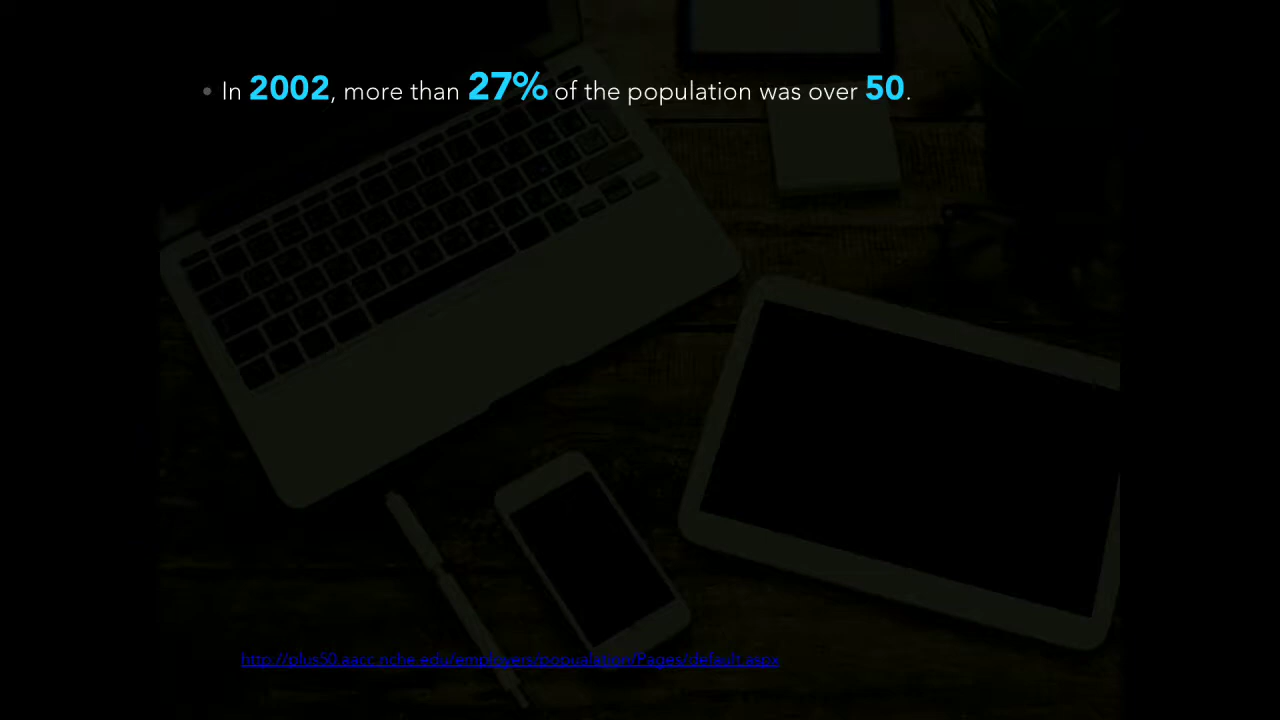 • In 2002, more than 27% of the population was over 50.
http://plus50.aacc.nche.edu/employers/popualation/Pages/default.aspx